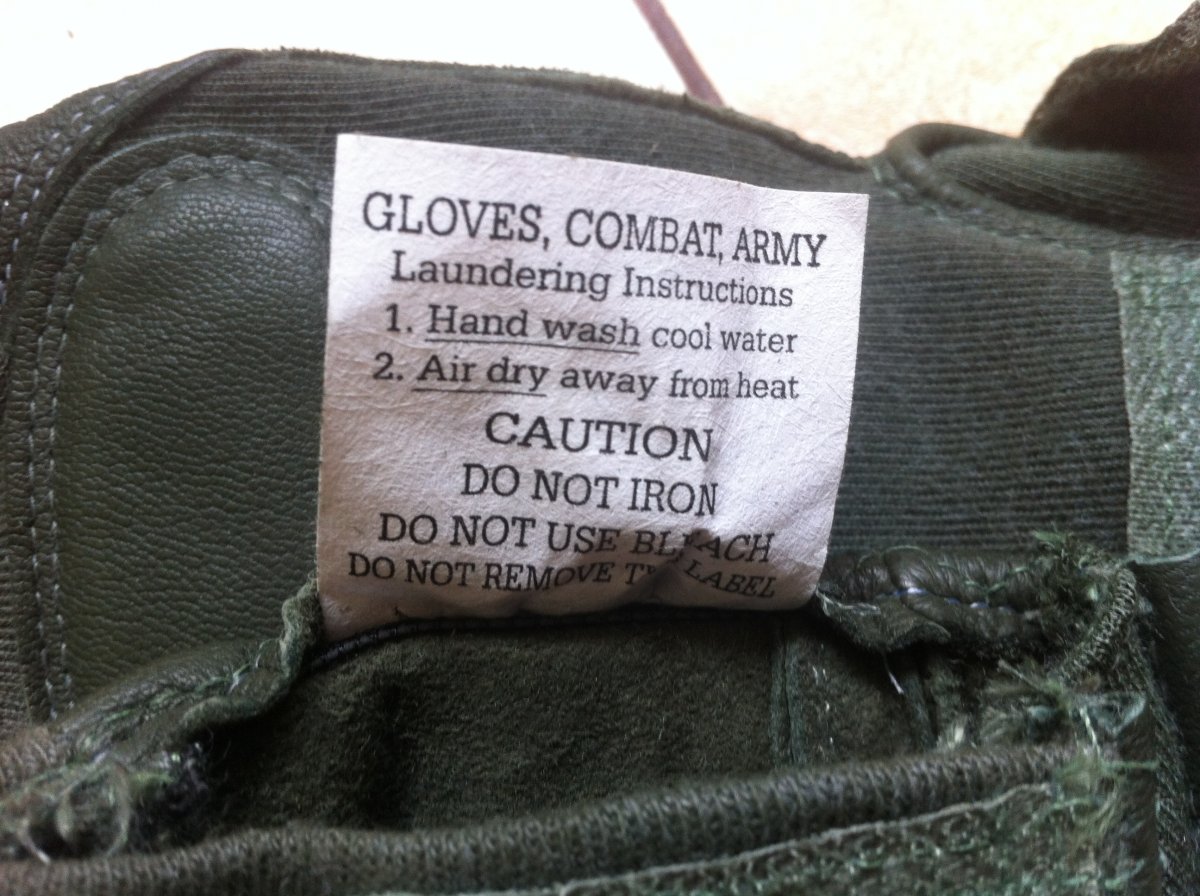 GLOVES, COMBAT, ARMY
Laundering Instructions
1. Hand wash cool water
2. Air dry away from heat
CAUTION
DO NOT IRON
DO NOT USE BLEACH
DO NOT REMOVE LABEL